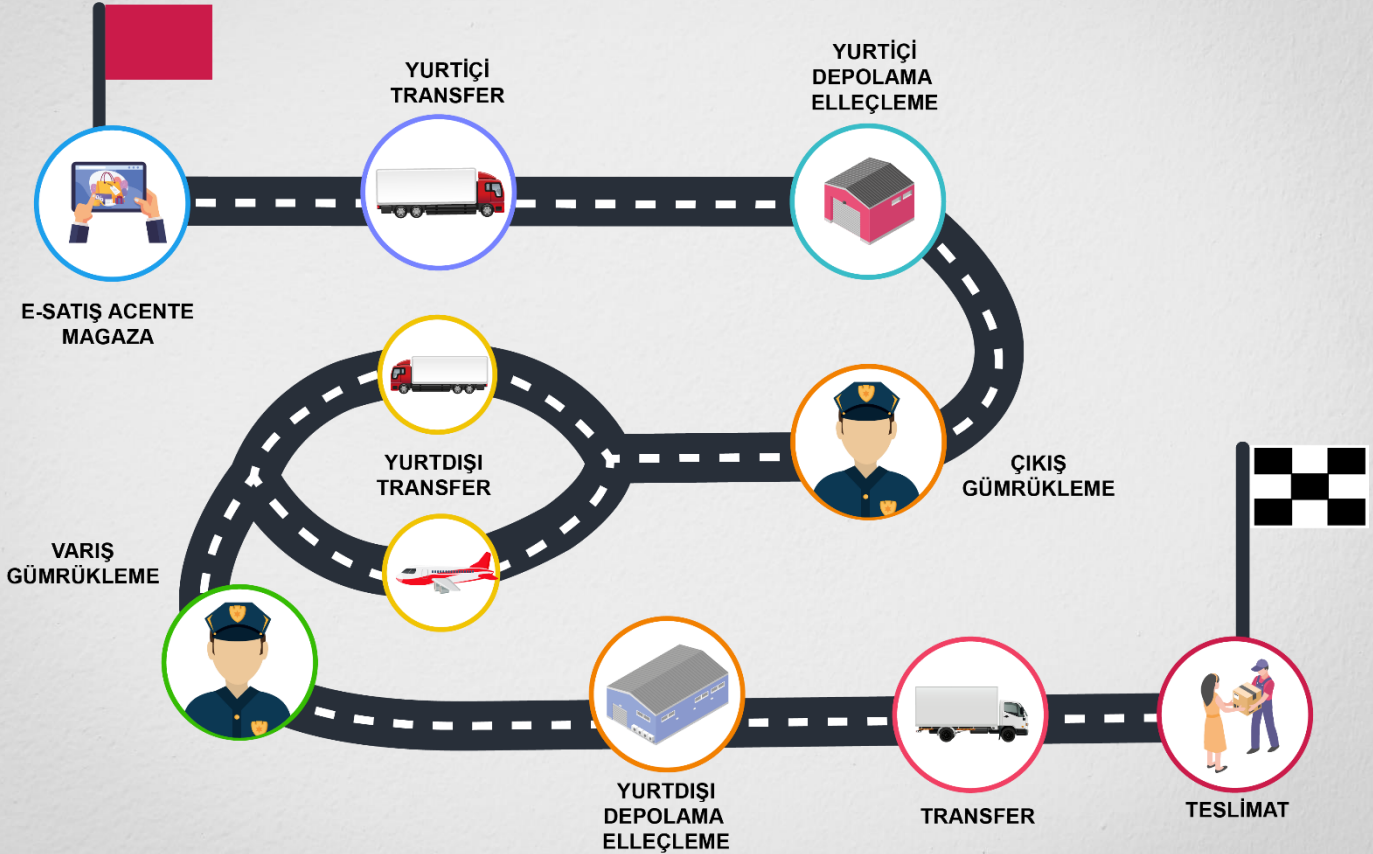 YURTİÇİ
TRANSFER
YURTİÇİ
DEPOLAMA
ELLEÇLEME
E-SATIŞ ACENTE
MAGAZA
YURTDIŞI
TRANSFER
ÇIKIŞ
GÜMRÜKLEME
VARIŞ
GÜMRÜKLEME
YURTDIŞI
DEPOLAMA
ELLEÇLEME
TRANSFER
TESLİMAT